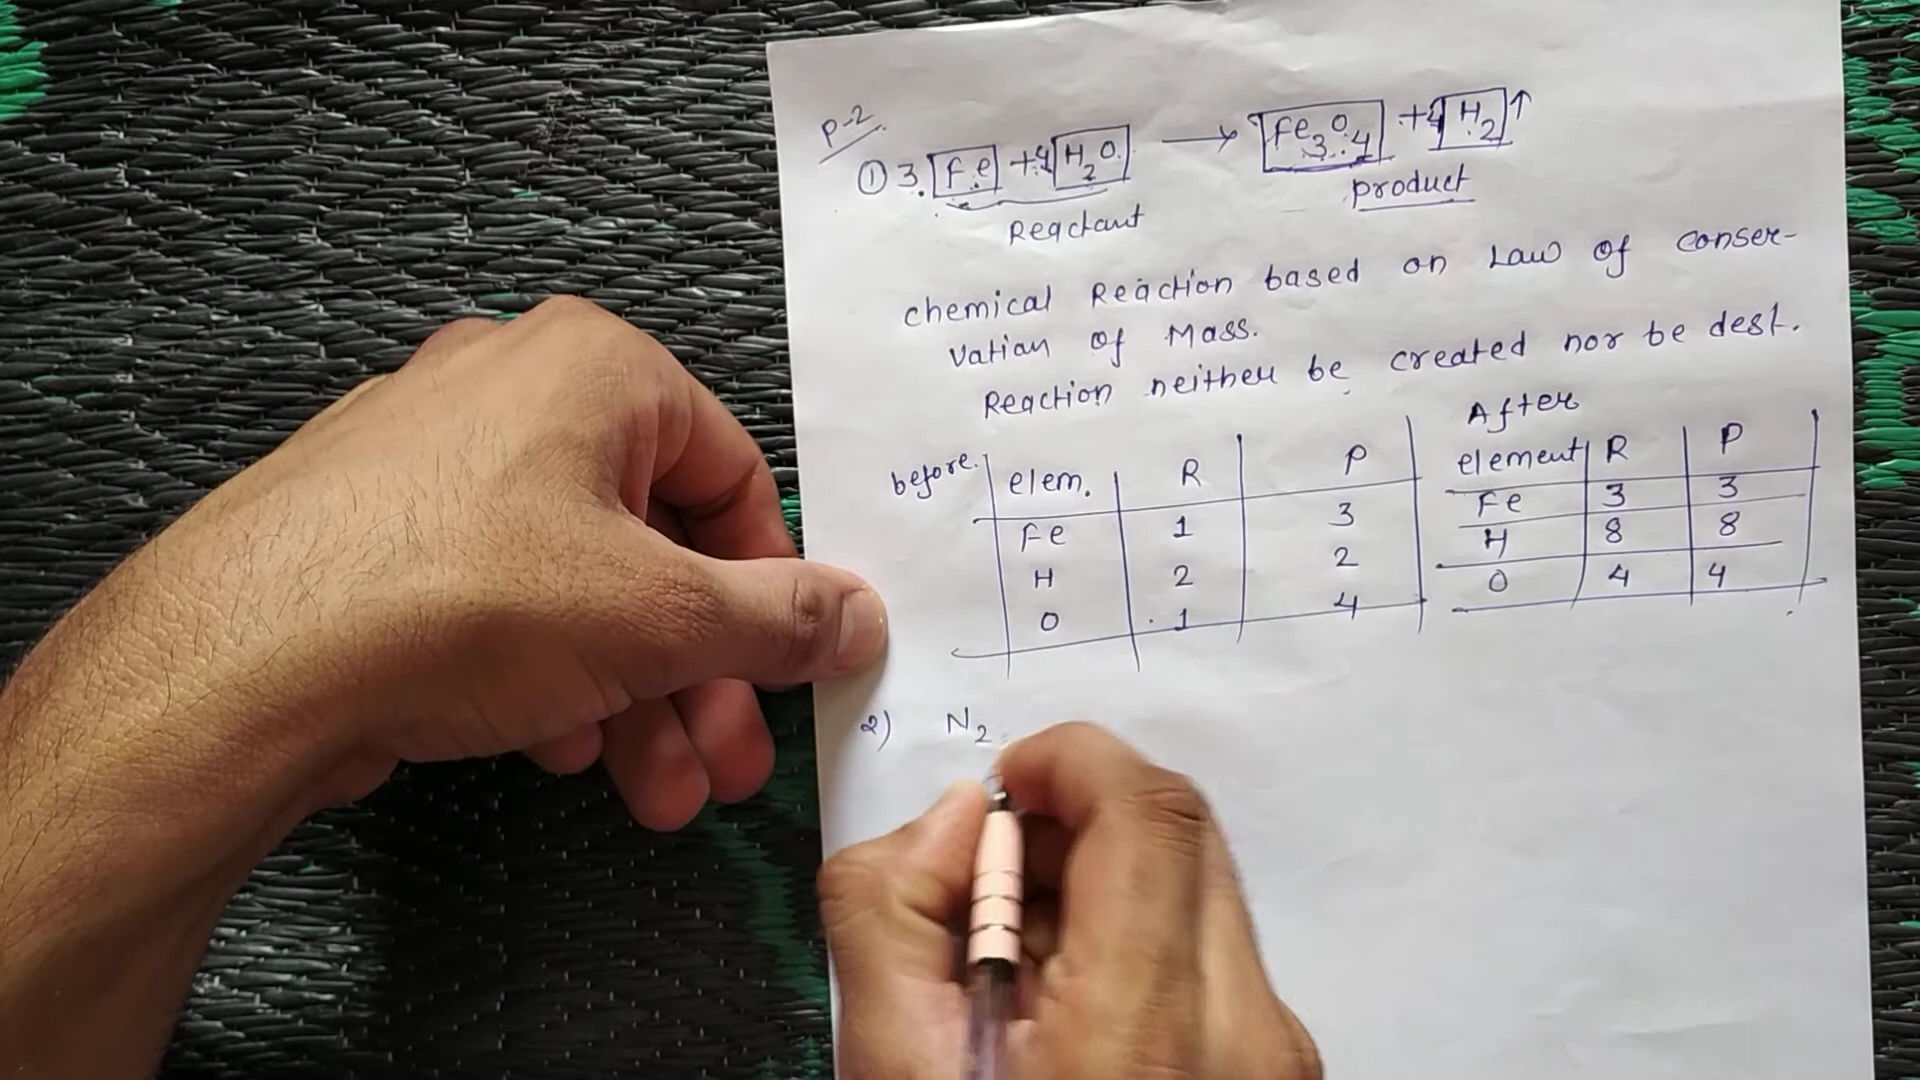 P-2
① 3 Fe + 4 H2O → Fe3O4 + 4 H2 ↑
Reactant product
chemical Reaction based on Law of conser-
vation of Mass.
Reaction neither be created nor be dest.
before. After
elem. R P
Fe 1 3
H 2 2
O 1 4
element R P
Fe 3 3
H 8 8
O 4 4
2) N2